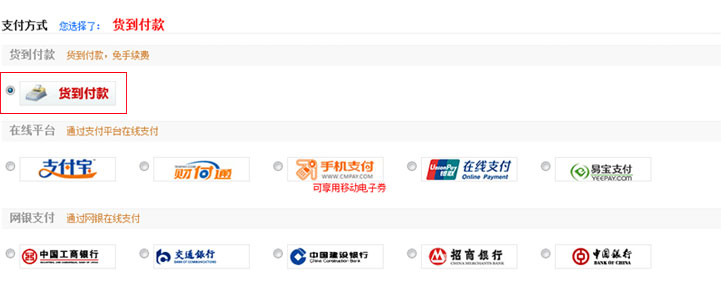 支付方式 您选择了： 货到付款
货到付款 货到付款，免手续费
货到付款
在线平台 通过支付平台在线支付
支付宝 财付通 手机支付 WWW.CMPAY.COM UnionPay 银联 在线支付 Online Payment 易宝支付 YEEPAY.COM
可享用移动电子券
网银支付 通过网银在线支付
中国工商银行 交通银行 BANK OF COMMUNICATIONS 中国建设银行 China Construction Bank 招商银行 CHINA MERCHANTS BANK 中国银行 BANK OF CHINA